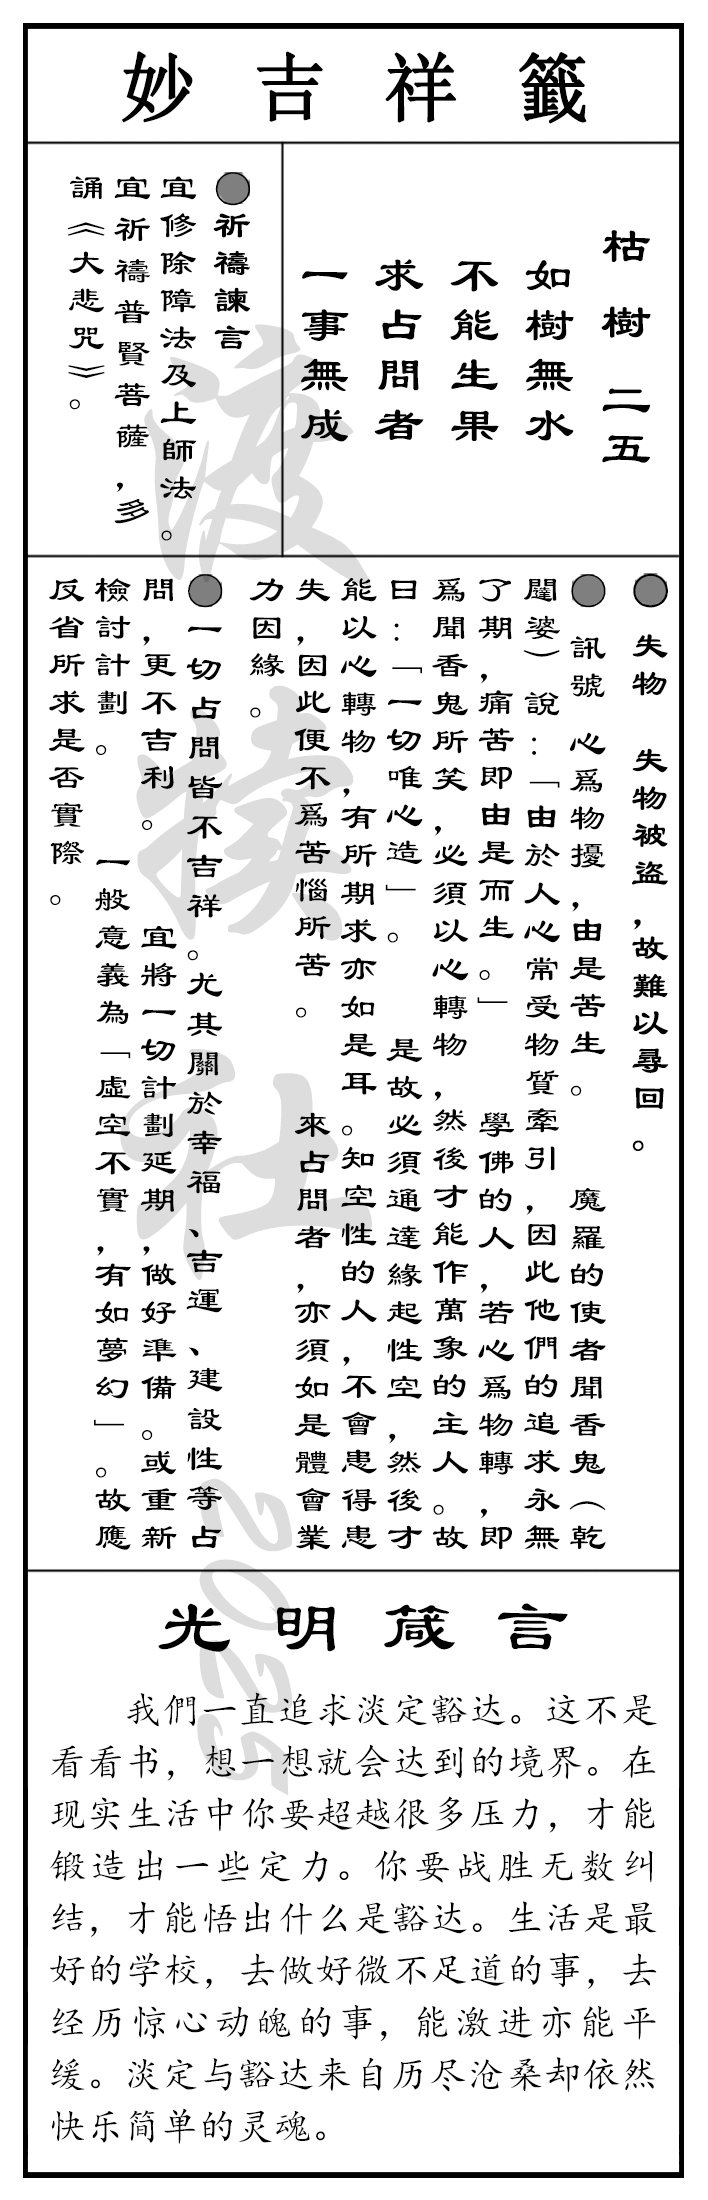 妙吉祥籤
枯樹二五
如樹無水
不能生果
求占問者
一事無成
●祈禱諫言
宜修除障法及上師法。
宜祈禱普賢菩薩，多
誦《大悲咒》。
● 失物　失物被盜，故難以尋回。
● 訊號　心爲物擾，由是苦生。　魔羅的使者聞香鬼（乾
闥婆）說：「由於人心常受物質牽引，因此他們的追求永無
了期，痛苦即由是而生。」　學佛的人，若心爲物轉，即
爲聞香鬼所笑，必須以心轉物，然後才能作萬象的主人。故
曰：「一切唯心造」。　是故必須通達緣起性空，然後才
能以心轉物，有所期求亦如是耳。知空性的人，不會患得患
失，因此便不爲苦惱所苦。　來占問者，亦須如是體會業
力因緣。
●一切占問皆不吉祥。尤其關於幸福、吉運、建設性等占
問，更不吉利。　宜將一切計劃延期，做好準備。或重新
檢討計劃。　一般意義為「虛空不實，有如夢幻」。故應
反省所求是否實際。
渡揆社2025
光明箴言
我們一直追求淡定豁达。这不是
看看书，想一想就会达到的境界。在
现实生活中你要超越很多压力，才能
锻造出一些定力。你要战胜无数纠
结，才能悟出什么是豁达。生活是最
好的学校，去做好微不足道的事，去
经历惊心动魄的事，能激进亦能平
缓。淡定与豁达来自历尽沧桑却依然
快乐简单的灵魂。